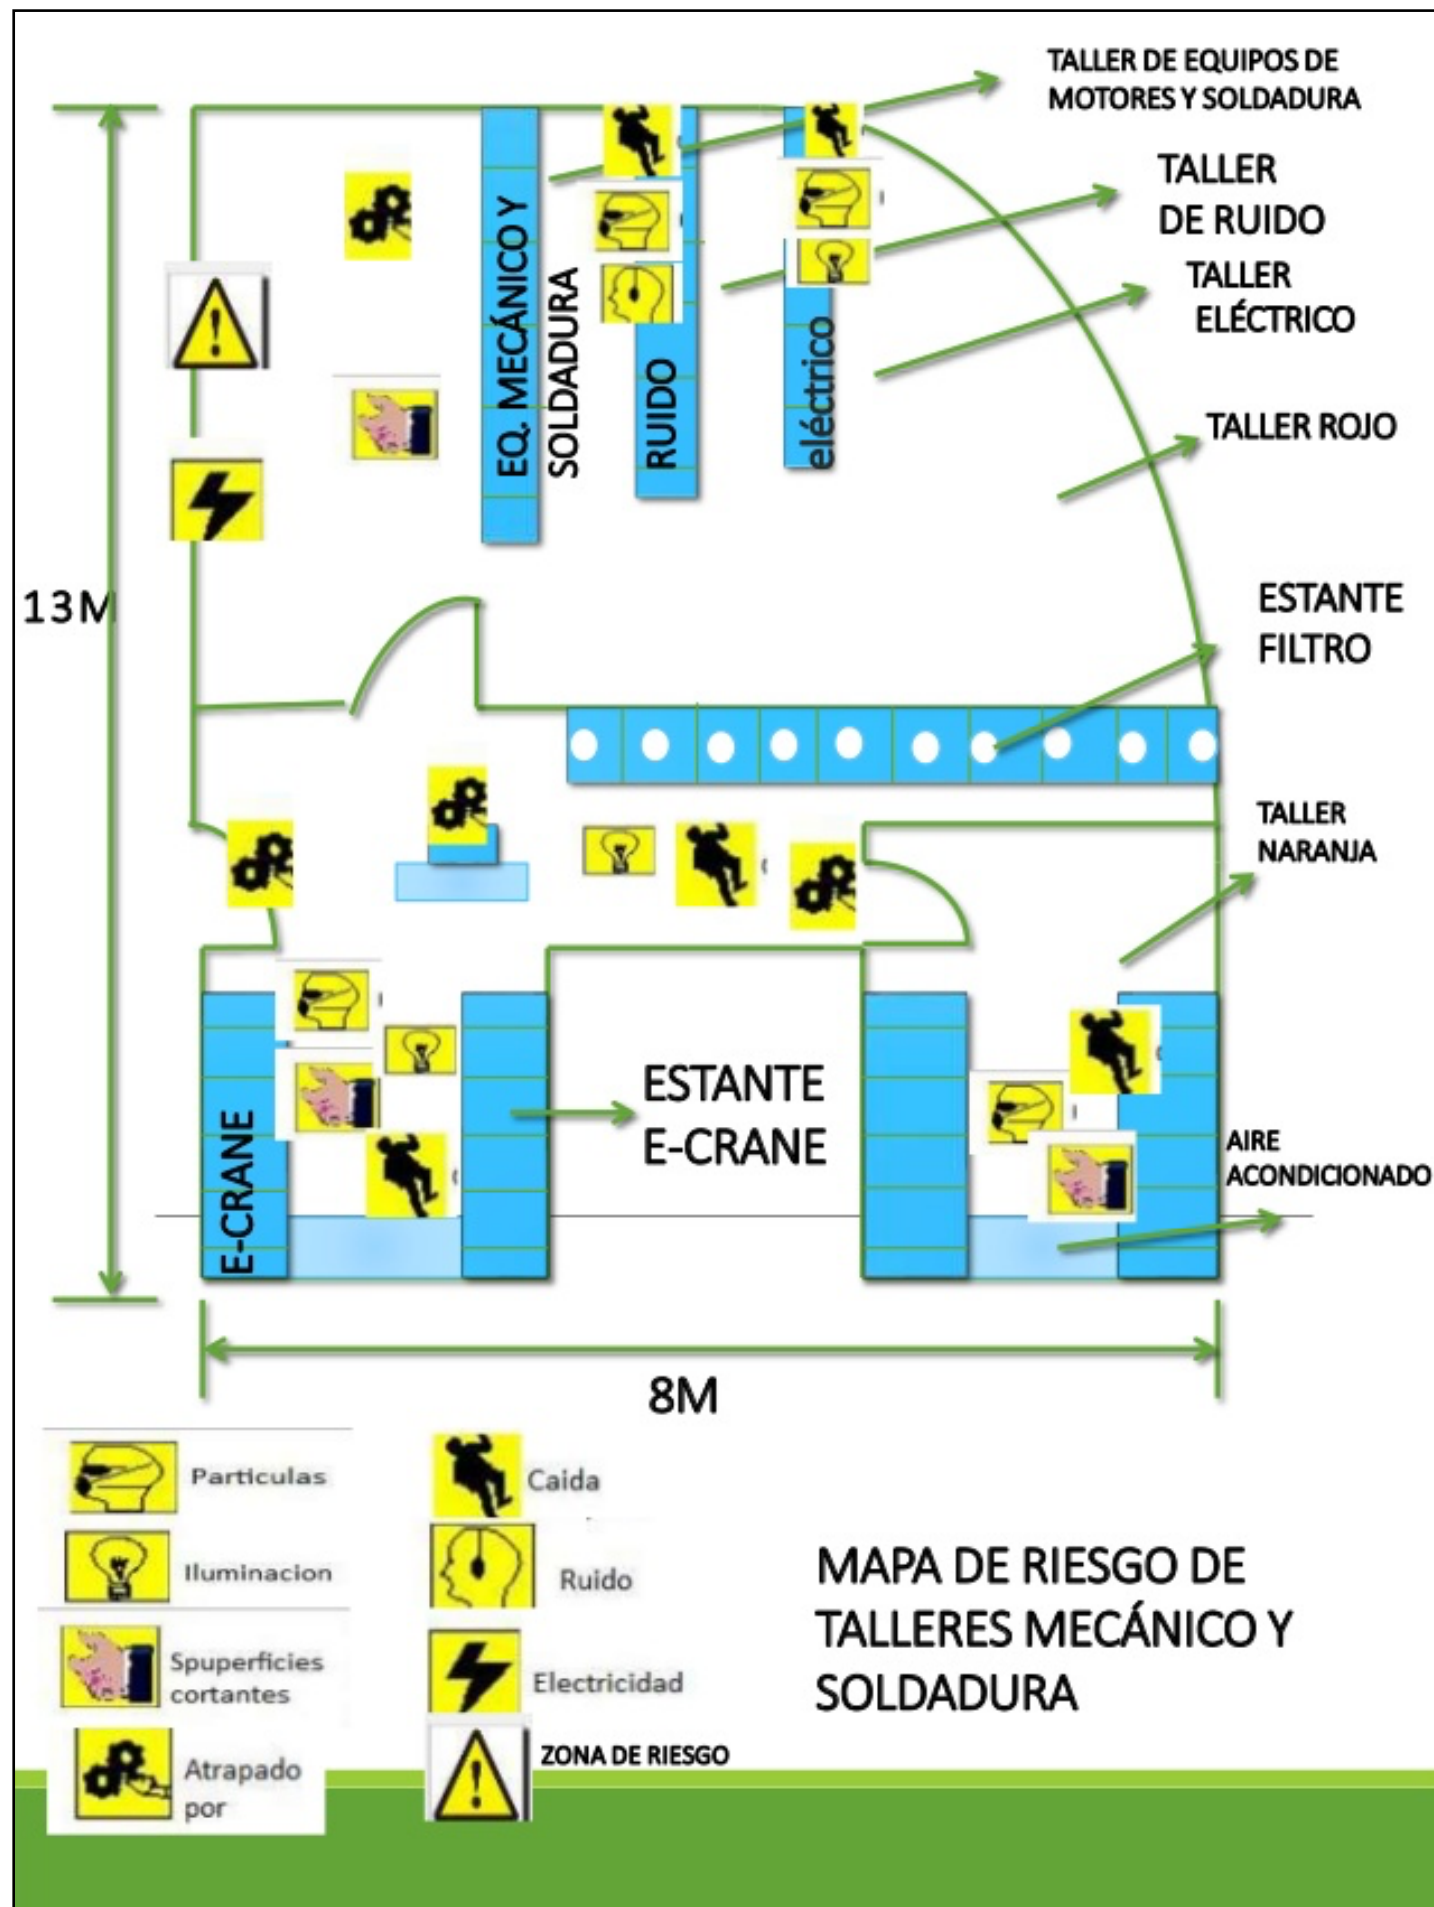 TALLER DE EQUIPOS DE
MOTORES Y SOLDADURA
TALLER
DE RUIDO
TALLER
ELÉCTRICO
TALLER ROJO
EQ. MECÁNICO Y
SOLDADURA
RUIDO
eléctrico
13M
ESTANTE
FILTRO
TALLER
NARANJA
ESTANTE
E-CRANE
E-CRANE
AIRE
ACONDICIONADO
8M
Particulas
Caida
Iluminacion
Ruido
Spuperficies
cortantes
Electricidad
Atrapado
por
ZONA DE RIESGO
MAPA DE RIESGO DE
TALLERES MECÁNICO Y
SOLDADURA